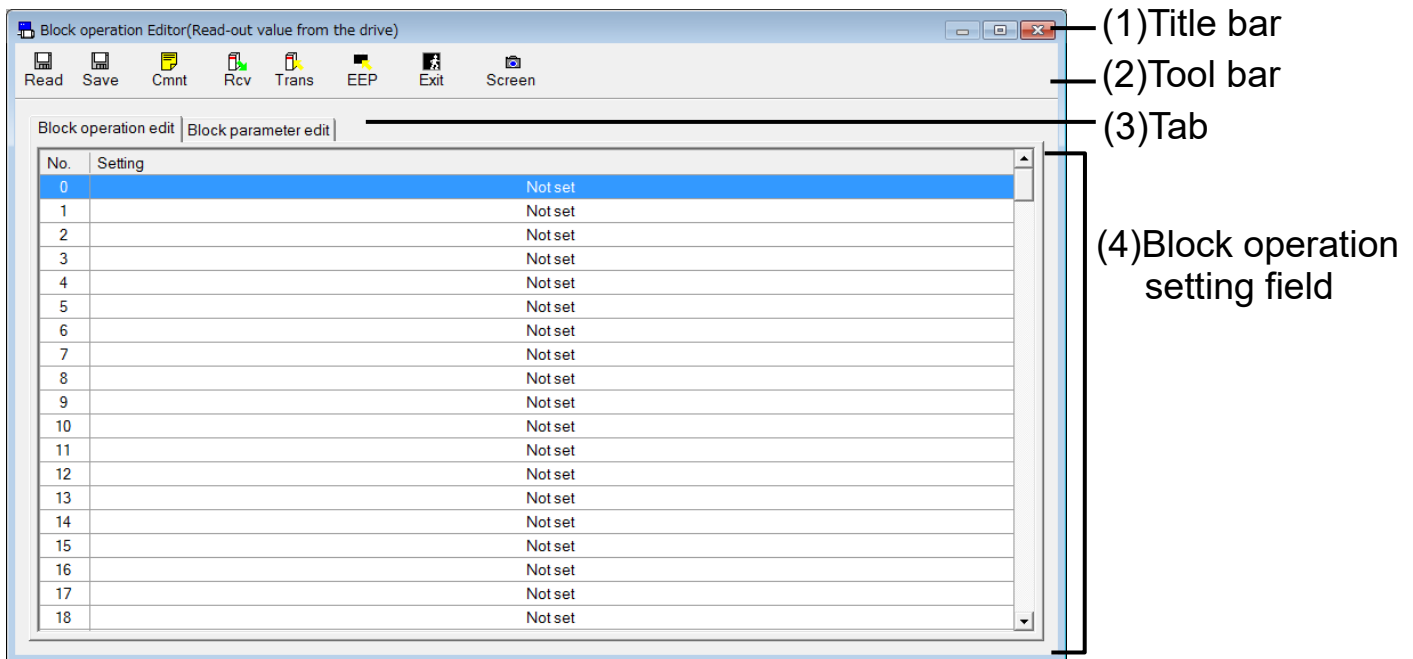 Block operation Editor(Read-out value from the drive)
(1)Title bar
Read Save Cmnt Rcv Trans EEP Exit Screen
(2)Tool bar
Block operation edit Block parameter edit
(3)Tab
No. Setting
0 Not set
1 Not set
2 Not set
3 Not set
(4)Block operation
setting field
4 Not set
5 Not set
6 Not set
7 Not set
8 Not set
9 Not set
10 Not set
11 Not set
12 Not set
13 Not set
14 Not set
15 Not set
16 Not set
17 Not set
18 Not set